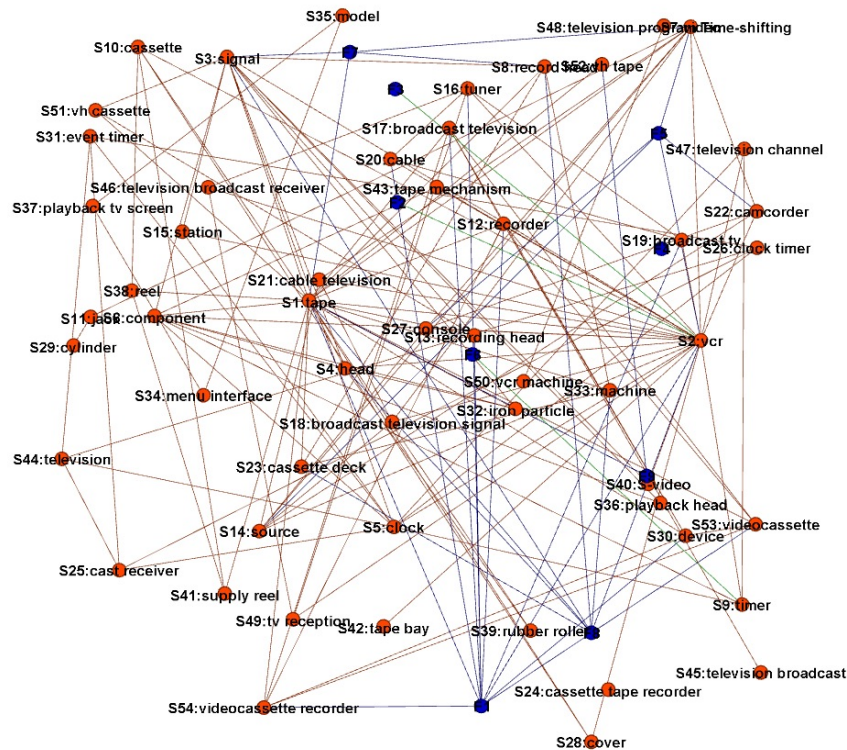 S35:model
S48:television program
Time-shifting
S10:cassette
S3:signal
S8:record head
S52:vh tape
S16:tuner
S51:vh cassette
S17:broadcast television
S31:event timer
S47:television channel
S20:cable
S46:television broadcast receiver
S43:tape mechanism
S37:playback tv screen
S22:camcorder
S12:recorder
S15:station
S19:broadcast tv
S26:clock timer
S21:cable television
S38:reel
S1:tape
S11:jack
S6:component
S27:console
S13:recording head
S2:vcr
S29:cylinder
S4:head
S50:vcr machine
S33:machine
S34:menu interface
S32:iron particle
S18:broadcast television signal
S44:television
S23:cassette deck
S40:S-video
S36:playback head
S14:source
S5:clock
S53:videocassette
S30:device
S25:cast receiver
S41:supply reel
S9:timer
S49:tv reception
S42:tape bay
S39:rubber roller
S45:television broadcast
S24:cassette tape recorder
S54:videocassette recorder
S28:cover